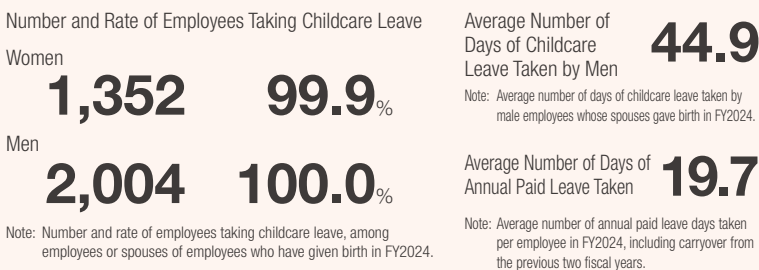 Number and Rate of Employees Taking Childcare Leave
Women
1,352 99.9%
Men
2,004 100.0%
Note: Number and rate of employees taking childcare leave, among
employees or spouses of employees who have given birth in FY2024.
Average Number of
Days of Childcare
Leave Taken by Men
44.9
Note: Average number of days of childcare leave taken by
male employees whose spouses gave birth in FY2024.
Average Number of Days of
Annual Paid Leave Taken
19.7
Note: Average number of annual paid leave days taken
per employee in FY2024, including carryover from
the previous two fiscal years.